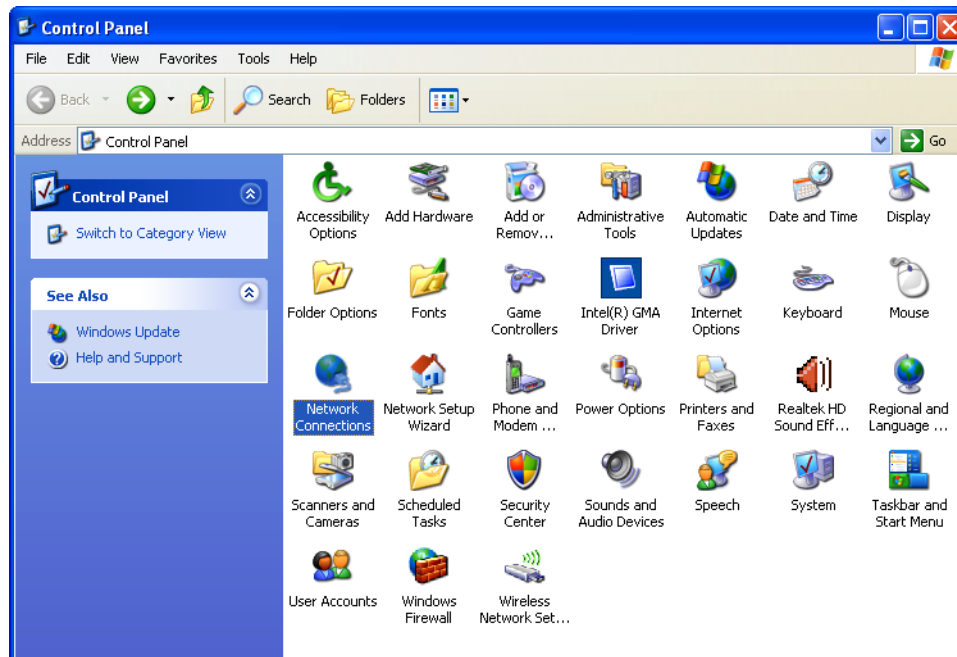 Control Panel
File Edit View Favorites Tools Help
Back Search Folders
Address Control Panel Go
Control Panel
Switch to Category View
See Also
Windows Update
Help and Support
Accessibility Options
Add Hardware
Add or Remov...
Administrative Tools
Automatic Updates
Date and Time
Display
Folder Options
Fonts
Game Controllers
Intel(R) GMA Driver
Internet Options
Keyboard
Mouse
Network Connections
Network Setup Wizard
Phone and Modem ...
Power Options
Printers and Faxes
Realtek HD Sound Eff...
Regional and Language ...
Scanners and Cameras
Scheduled Tasks
Security Center
Sounds and Audio Devices
Speech
System
Taskbar and Start Menu
User Accounts
Windows Firewall
Wireless Network Set...